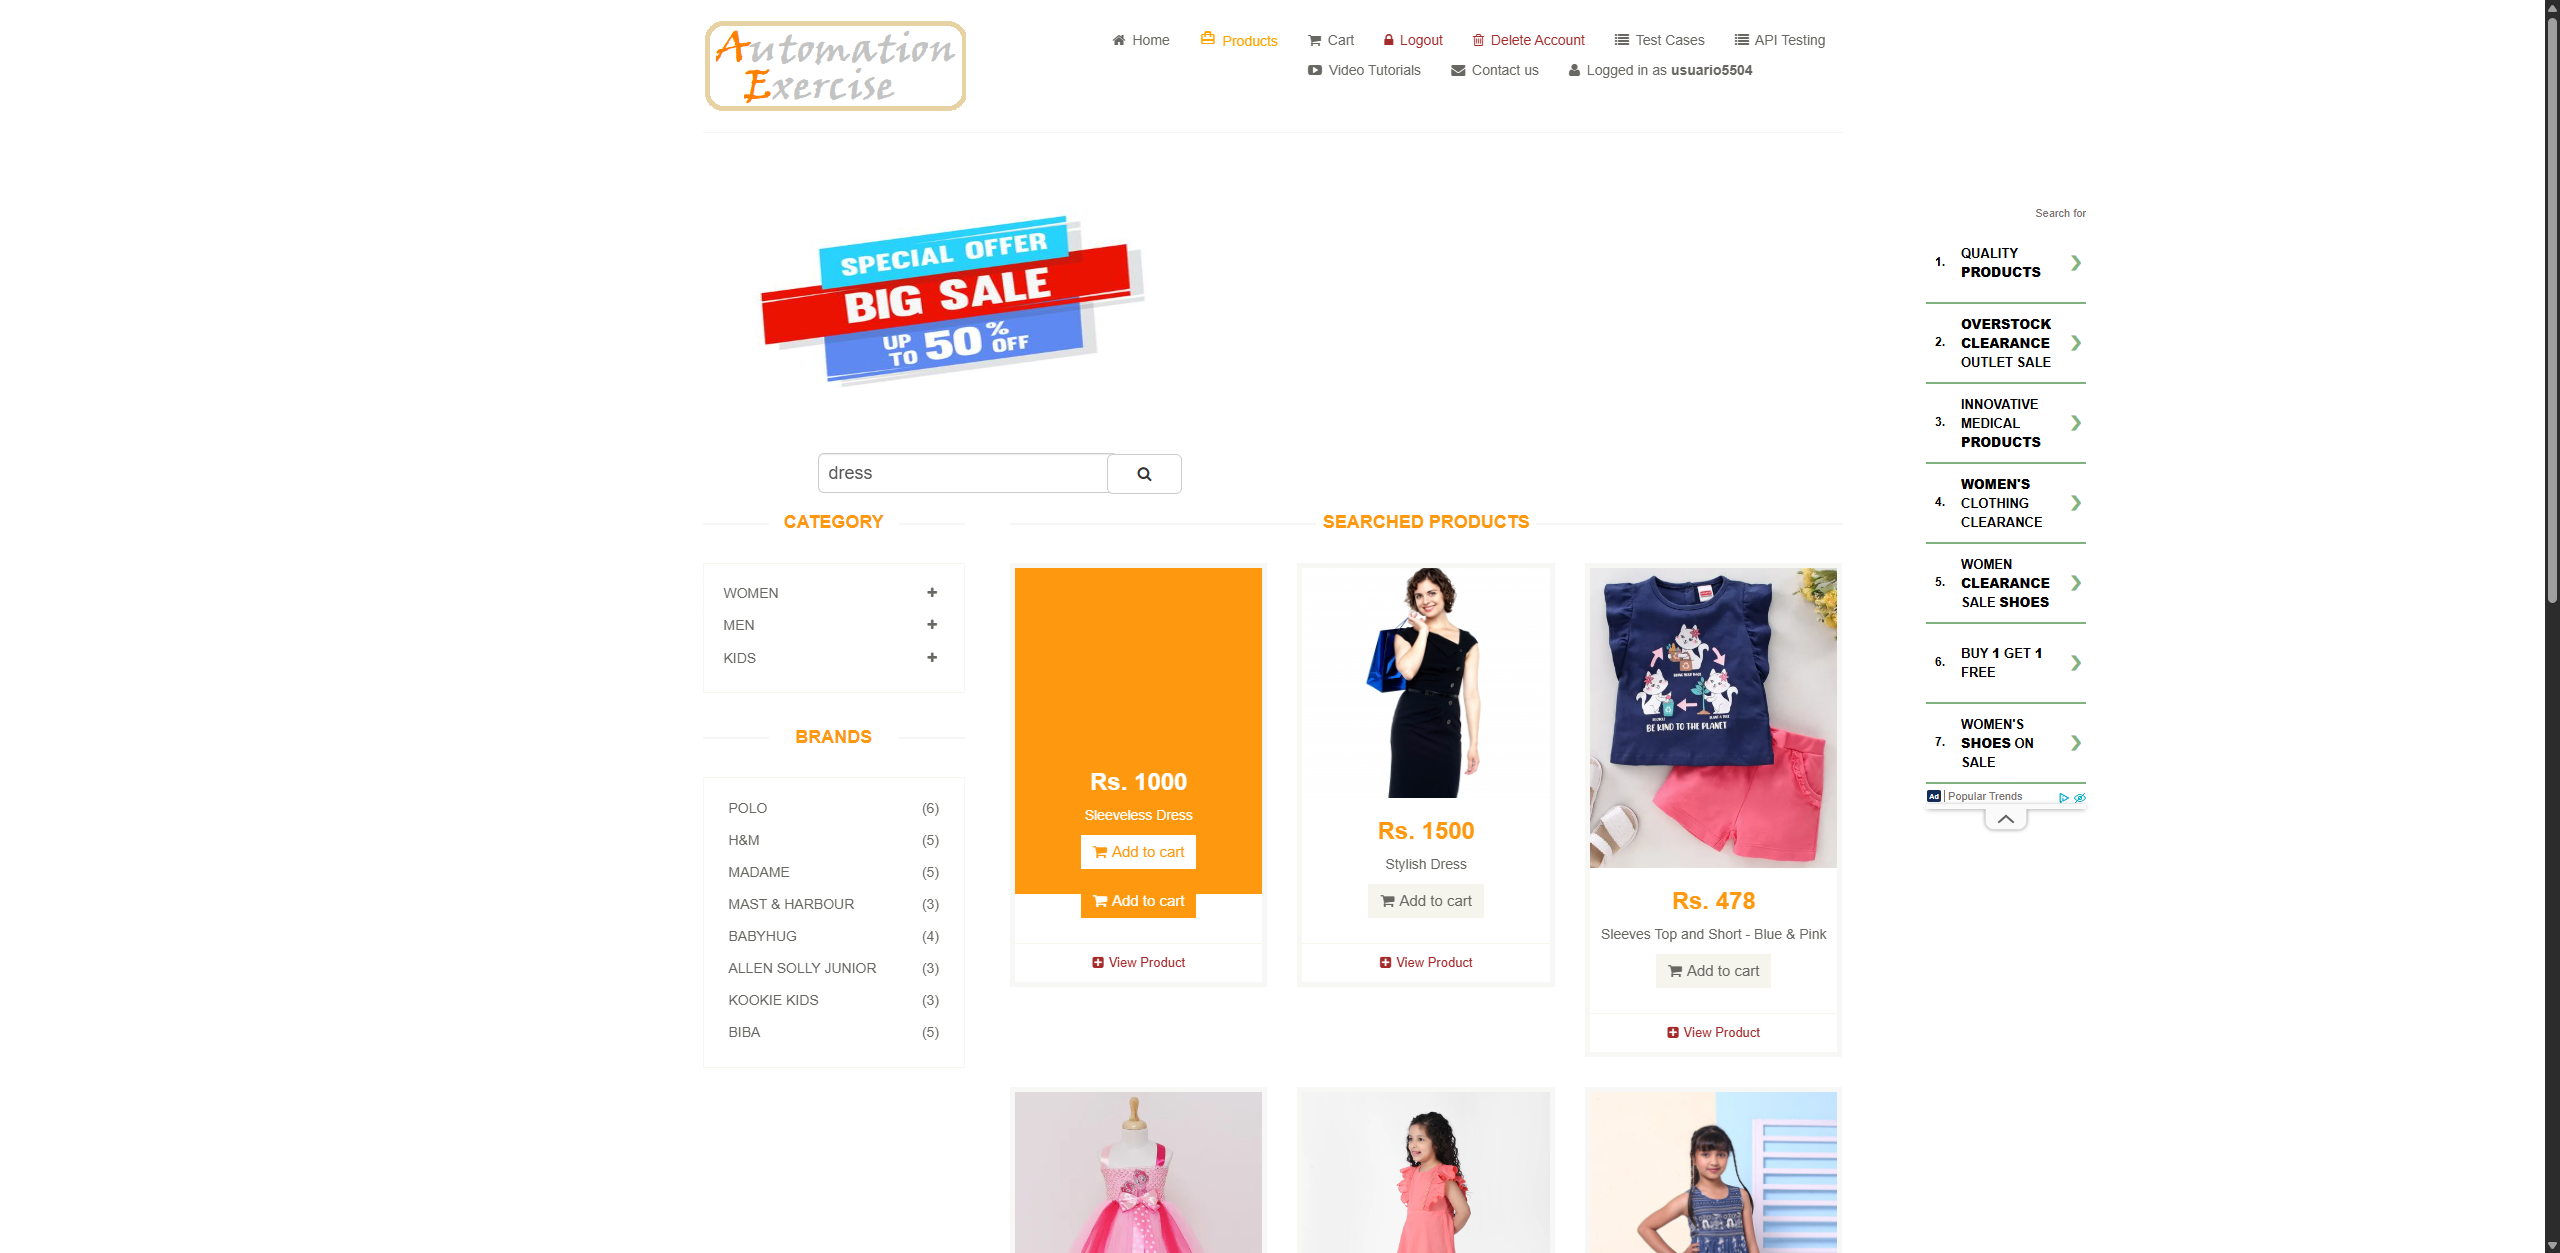 Automation
Exercise
Home
Products
Cart
Logout
Delete Account
Test Cases
API Testing
Video Tutorials
Contact us
Logged in as usuario5504
SPECIAL OFFER
BIG SALE
UP TO 50% OFF
dress
CATEGORY
WOMEN
MEN
KIDS
BRANDS
POLO (6)
H&M (5)
MADAME (5)
MAST & HARBOUR (3)
BABYHUG (4)
ALLEN SOLLY JUNIOR (3)
KOOKIE KIDS (3)
BIBA (5)
SEARCHED PRODUCTS
Rs. 1000
Sleeveless Dress
Add to cart
Add to cart
View Product
Rs. 1500
Stylish Dress
Add to cart
View Product
BE KIND TO THE PLANET
Rs. 478
Sleeves Top and Short - Blue & Pink
Add to cart
View Product
Search for
1. QUALITY
PRODUCTS
2. OVERSTOCK
CLEARANCE
OUTLET SALE
3. INNOVATIVE
MEDICAL
PRODUCTS
4. WOMEN'S
CLOTHING
CLEARANCE
5. WOMEN
CLEARANCE
SALE SHOES
6. BUY 1 GET 1
FREE
7. WOMEN'S
SHOES ON
SALE
Ad | Popular Trends